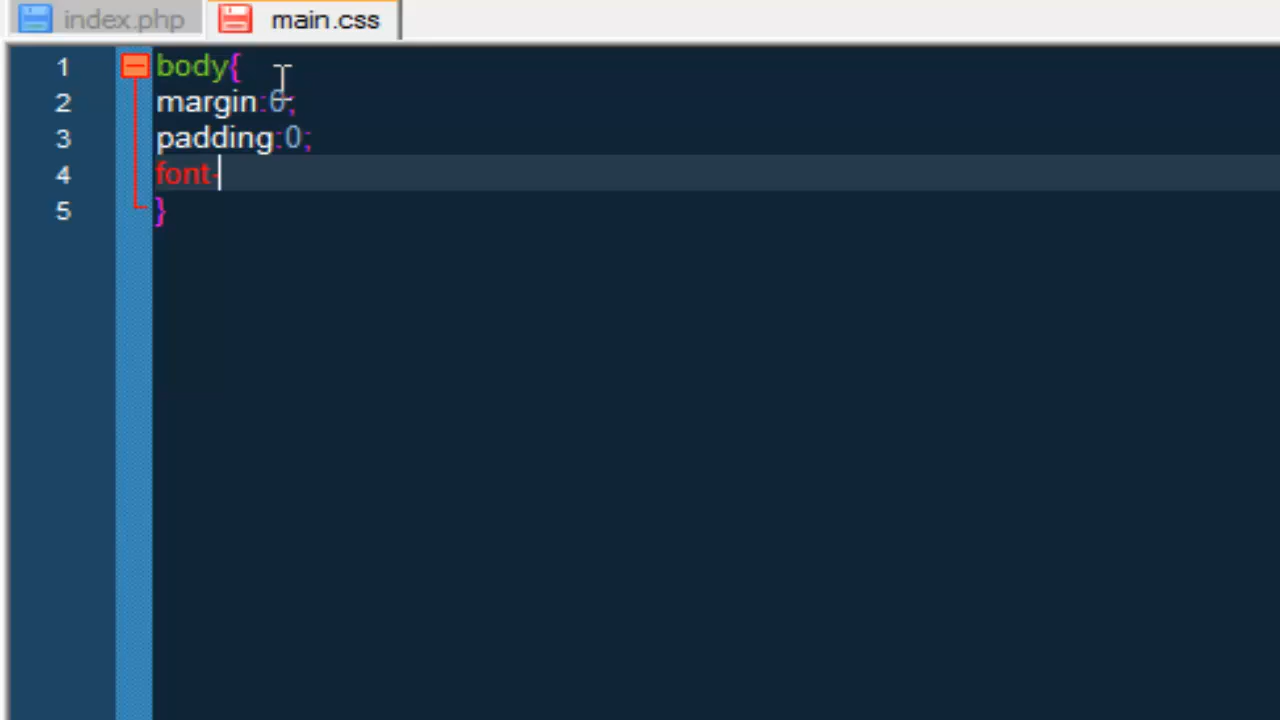 index.php main.css
1 body{
2 margin:0;
3 padding:0;
4 font-
5 }